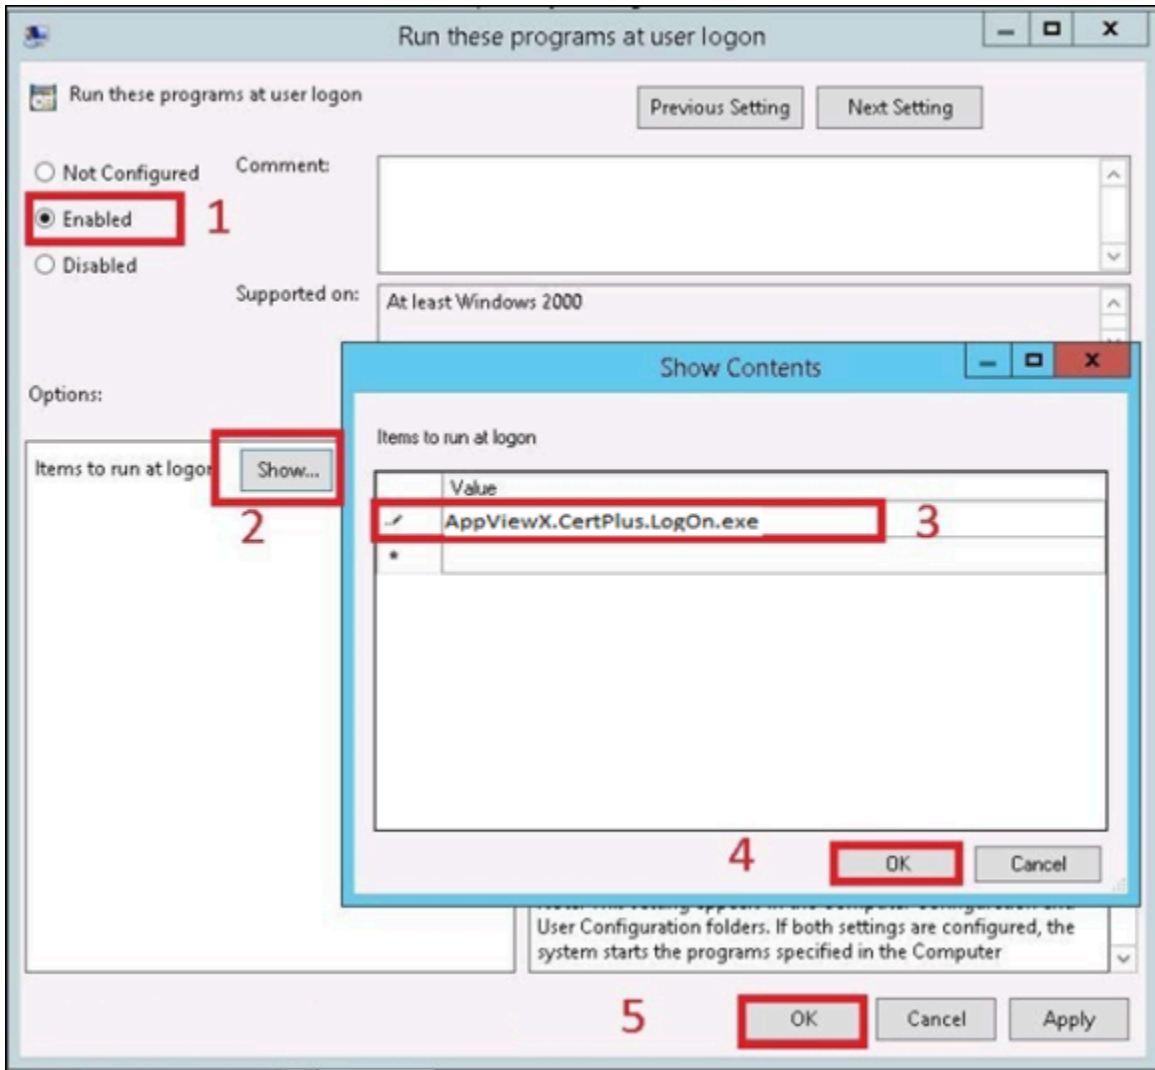 Run these programs at user logon
Run these programs at user logon
Previous Setting
Next Setting
Not Configured
Comment:
Enabled
1
Disabled
Supported on:
At least Windows 2000
Show Contents
Options:
Items to run at logon
Items to run at logon
Show...
2
Value
AppViewX.CertPlus.LogOn.exe
3
*
4
OK
Cancel
User Configuration folders. If both settings are configured, the
system starts the programs specified in the Computer
5
OK
Cancel
Apply